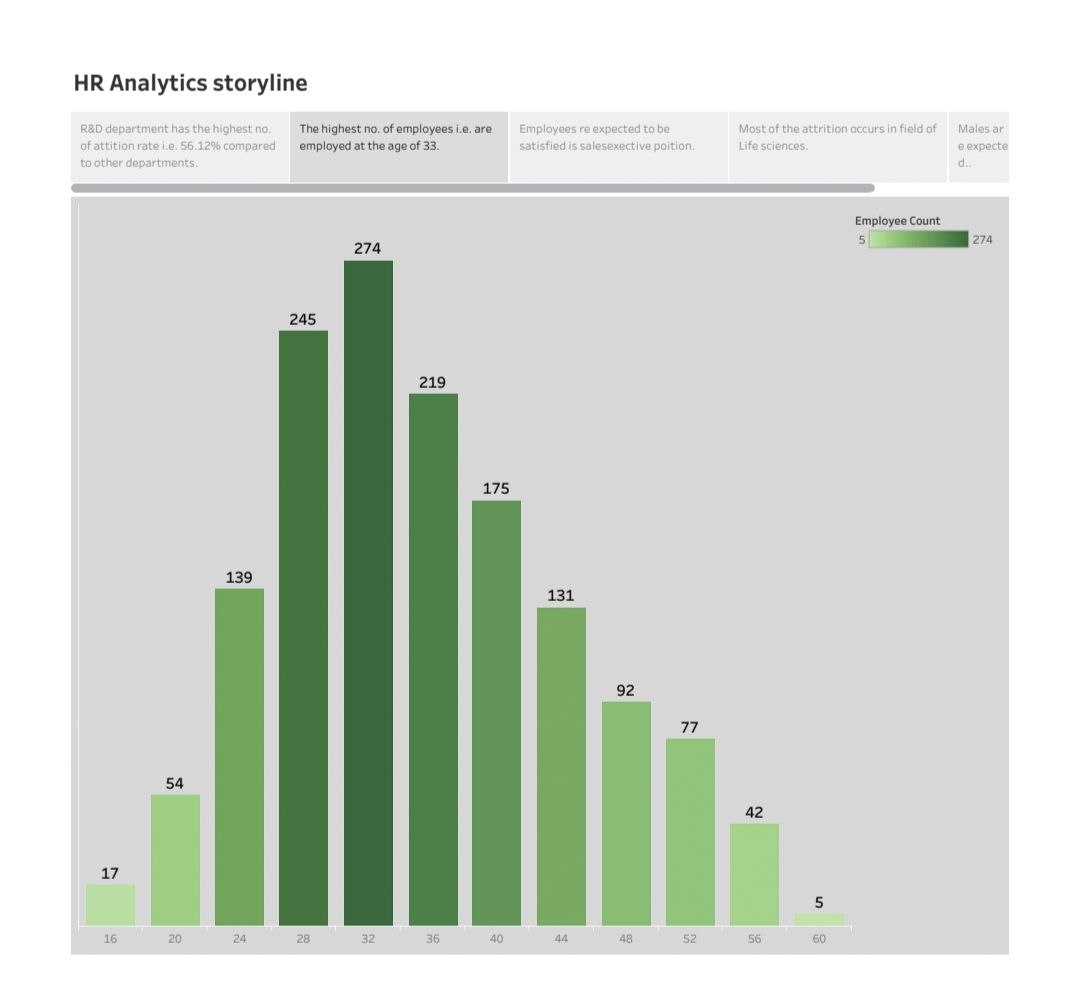 HR Analytics storyline
R&D department has the highest no.
of attition rate i.e. 56.12% compared
to other departments.
The highest no. of employees i.e. are
employed at the age of 33.
Employees re expected to be
satisfied is salesexective poition.
Most of the attrition occurs in field of
Life sciences.
Males ar
e expecte
d..
Employee Count
5 274
274
245
219
175
139
131
92
77
54
42
17
5
16 20 24 28 32 36 40 44 48 52 56 60